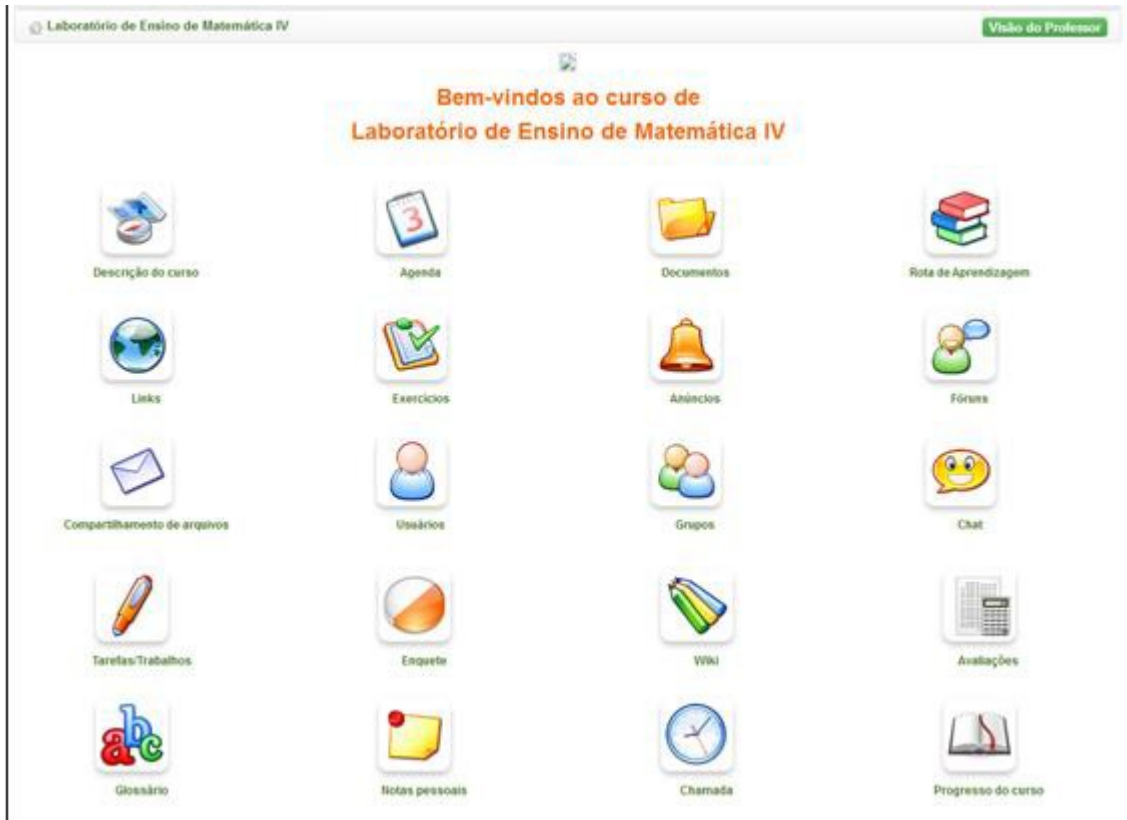 Laboratório de Ensino de Matemática IV
Visão do Professor
Bem-vindos ao curso de
Laboratório de Ensino de Matemática IV
3
Descrição do curso
Agenda
Documentos
Rota de Aprendizagem
Links
Exercícios
Anúncios
Fóruns
Compartilhamento de arquivos
Usuários
Grupos
Chat
Tarefas/Trabalhos
Enquete
Wiki
Avaliações
abc
Glossário
Notas pessoais
Chamada
Progresso do curso